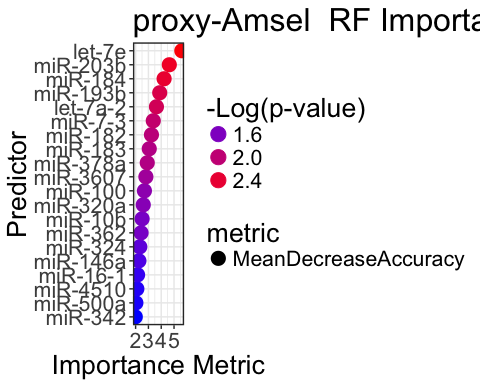 proxy-Amsel RF Importa
let-7e
miR-203b
miR-184
miR-193b
let-7a-2
miR-7-3
miR-182
miR-183
miR-378a
miR-3607
miR-100
miR-320a
miR-10b
miR-362
miR-324
miR-146a
miR-16-1
miR-4510
miR-500a
miR-342
Predictor
2345
Importance Metric
-Log(p-value)
1.6
2.0
2.4
metric
MeanDecreaseAccuracy